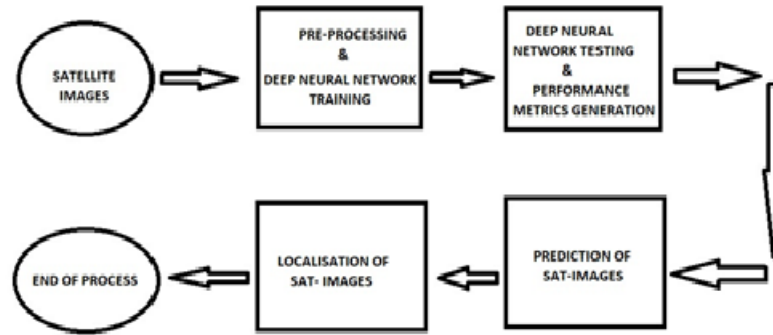 SATELLITE
IMAGES
PRE-PROCESSING
&
DEEP NEURAL NETWORK
TRAINING
DEEP NEURAL
NETWORK TESTING
&
PERFORMANCE
METRICS GENERATION
PREDICTION OF
SAT-IMAGES
LOCALISATION OF
SAT- IMAGES
END OF PROCESS